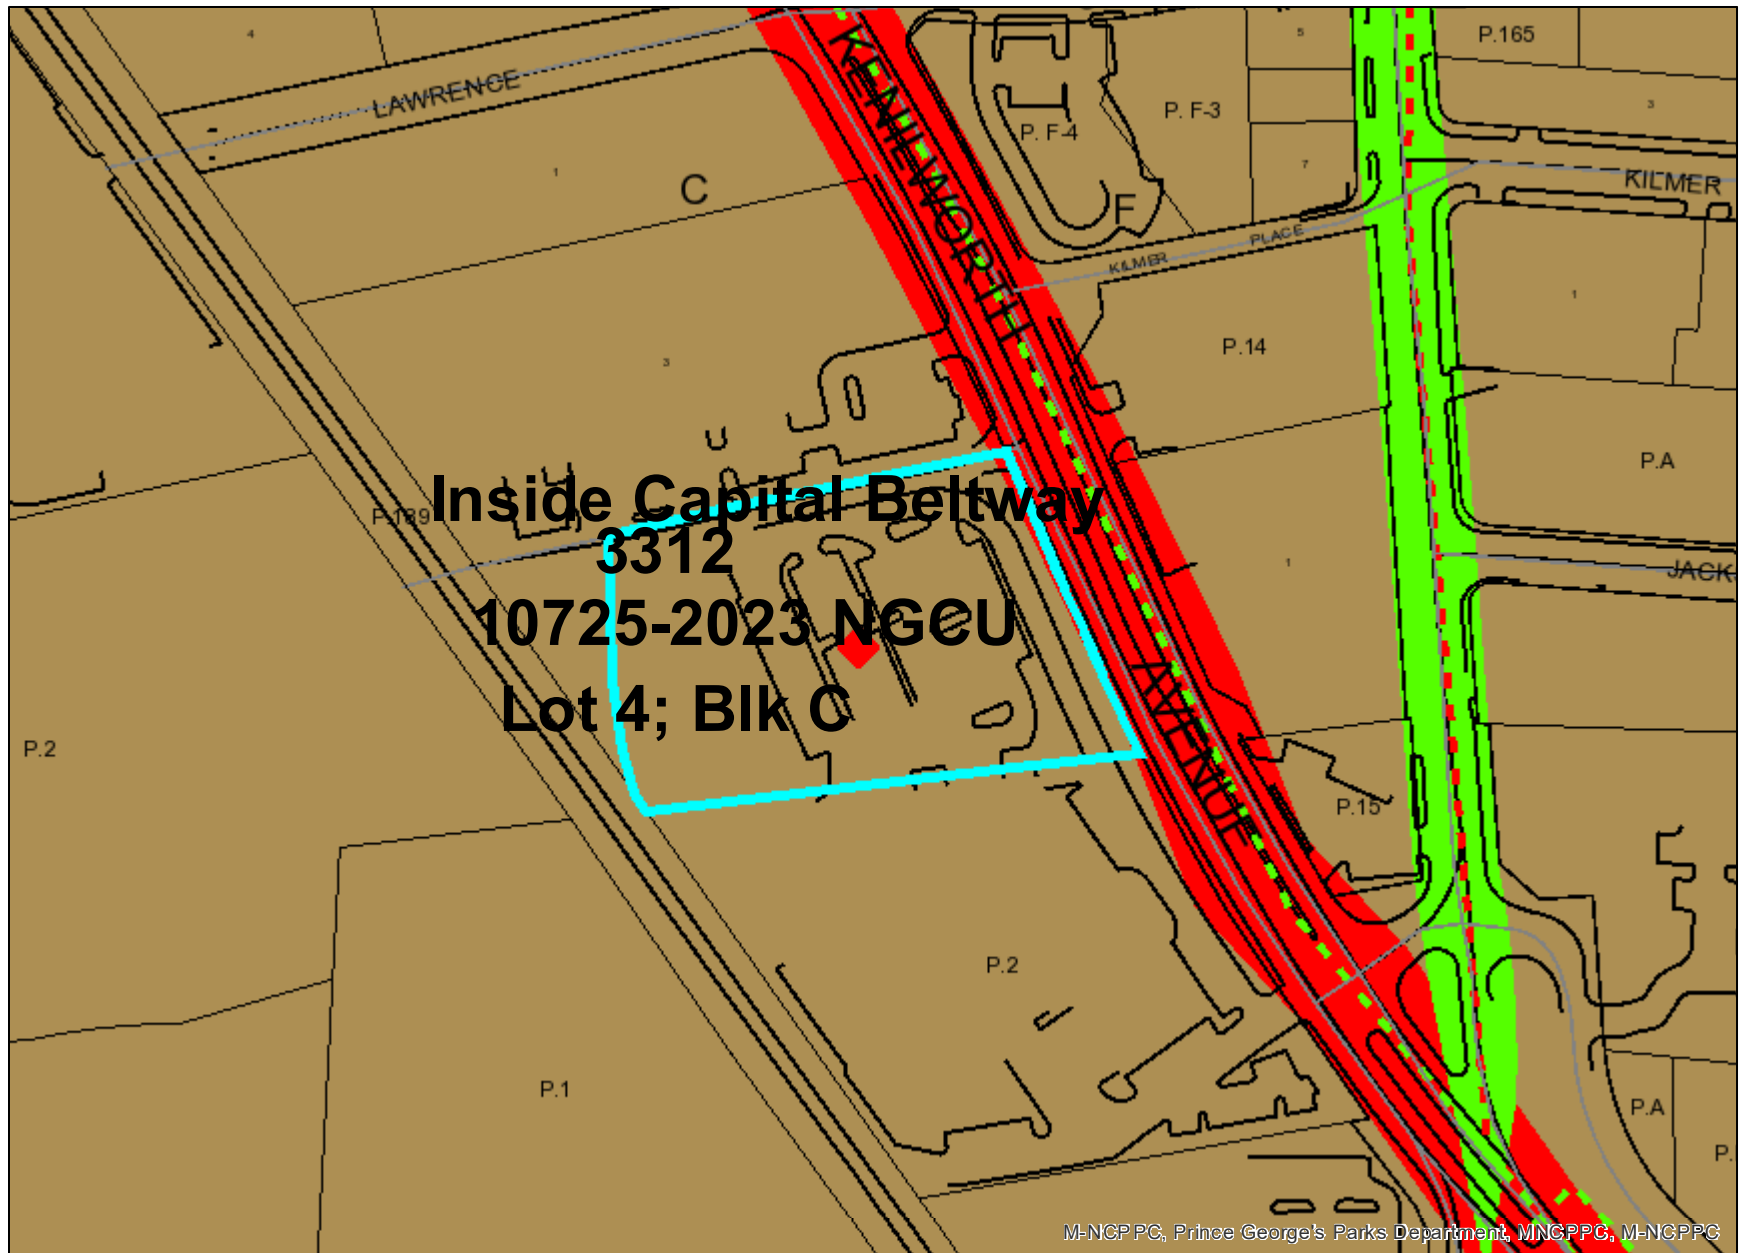 4
5
P.165
LAWRENCE
KENILWORTH
3
P. F-3
P. F-4
7
1
C
F
KILMER
PLACE
KILMER
1
P.14
3
P.A
Inside Capital Beltway
P.189
3312
1
JACK
10725-2023 NGCU
Lot 4; Blk C
AVENUE
P.2
P.15
P.2
P.1
P.A
P.
M-NCPPC, Prince George's Parks Department, MNCPPC, M-NCPPC